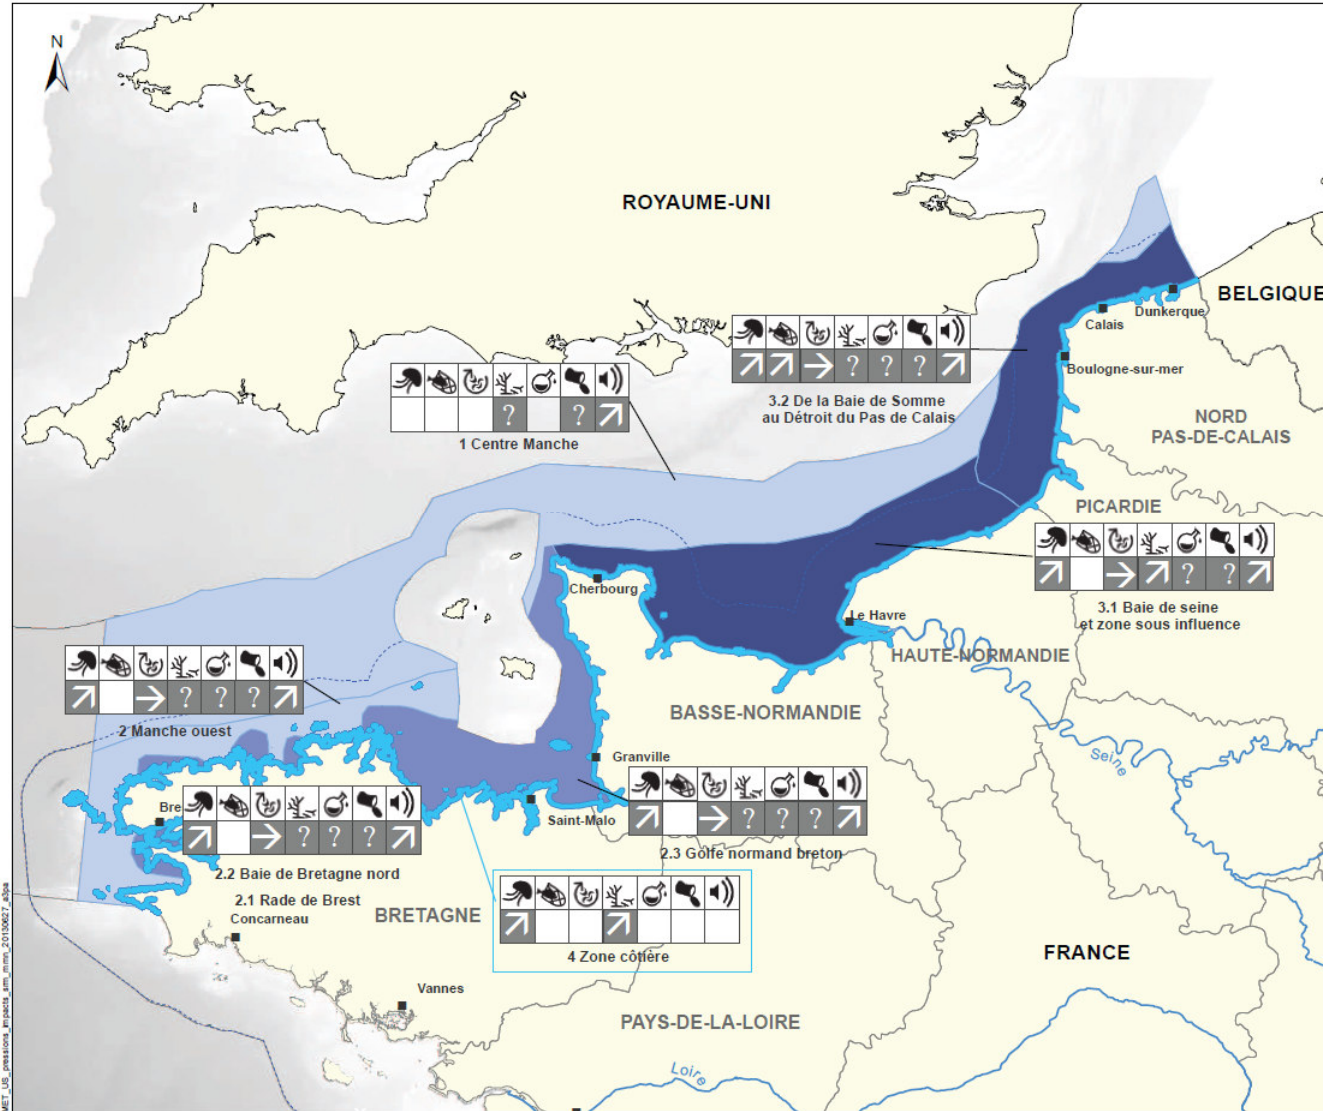 N
ROYAUME-UNI
BELGIQUE
Dunkerque
Calais
Boulogne-sur-mer
3.2 De la Baie de Somme
au Détroit du Pas de Calais
? ? ?
NORD
PAS-DE-CALAIS
1 Centre Manche
? ?
PICARDIE
? ?
3.1 Baie de seine
et zone sous influence
Cherbourg
Le Havre
HAUTE-NORMANDIE
? ? ?
2 Manche ouest
BASSE-NORMANDIE
Granville
Seine
Bre
? ? ?
Saint-Malo
? ? ?
2.3 Golfe normand breton
2.2 Baie de Bretagne nord
2.1 Rade de Brest
BRETAGNE
Concarneau
4 Zone côtière
FRANCE
Vannes
PAYS-DE-LA-LOIRE
Loire